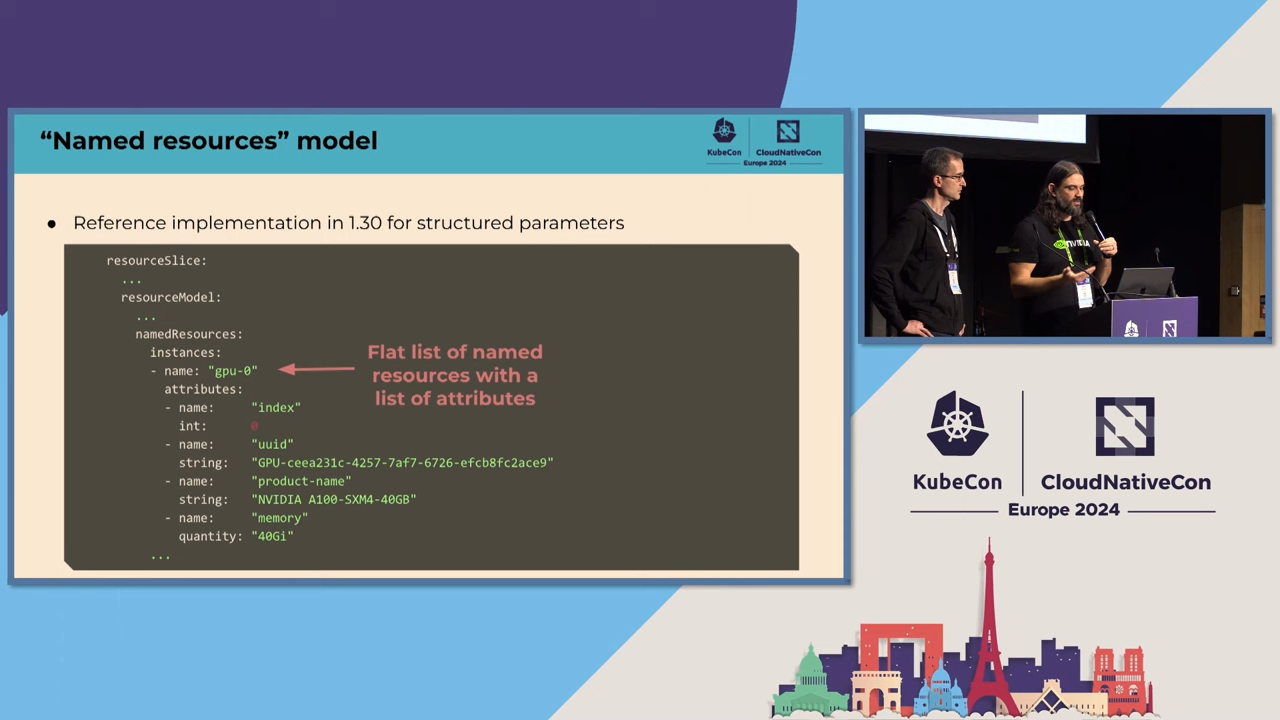 “Named resources” model
KubeCon
CloudNativeCon
Europe 2024
● Reference implementation in 1.30 for structured parameters
resourceSlice:
...
resourceModel:
...
namedResources:
instances:
- name: "gpu-0"
attributes:
- name: "index"
int: 0
- name: "uuid"
string: "GPU-ceea231c-4257-7af7-6726-efcb8fc2ace9"
- name: "product-name"
string: "NVIDIA A100-SXM4-40GB"
- name: "memory"
quantity: "40Gi"
...
Flat list of named
resources with a
list of attributes
NVIDIA
KubeCon
CloudNativeCon
Europe 2024